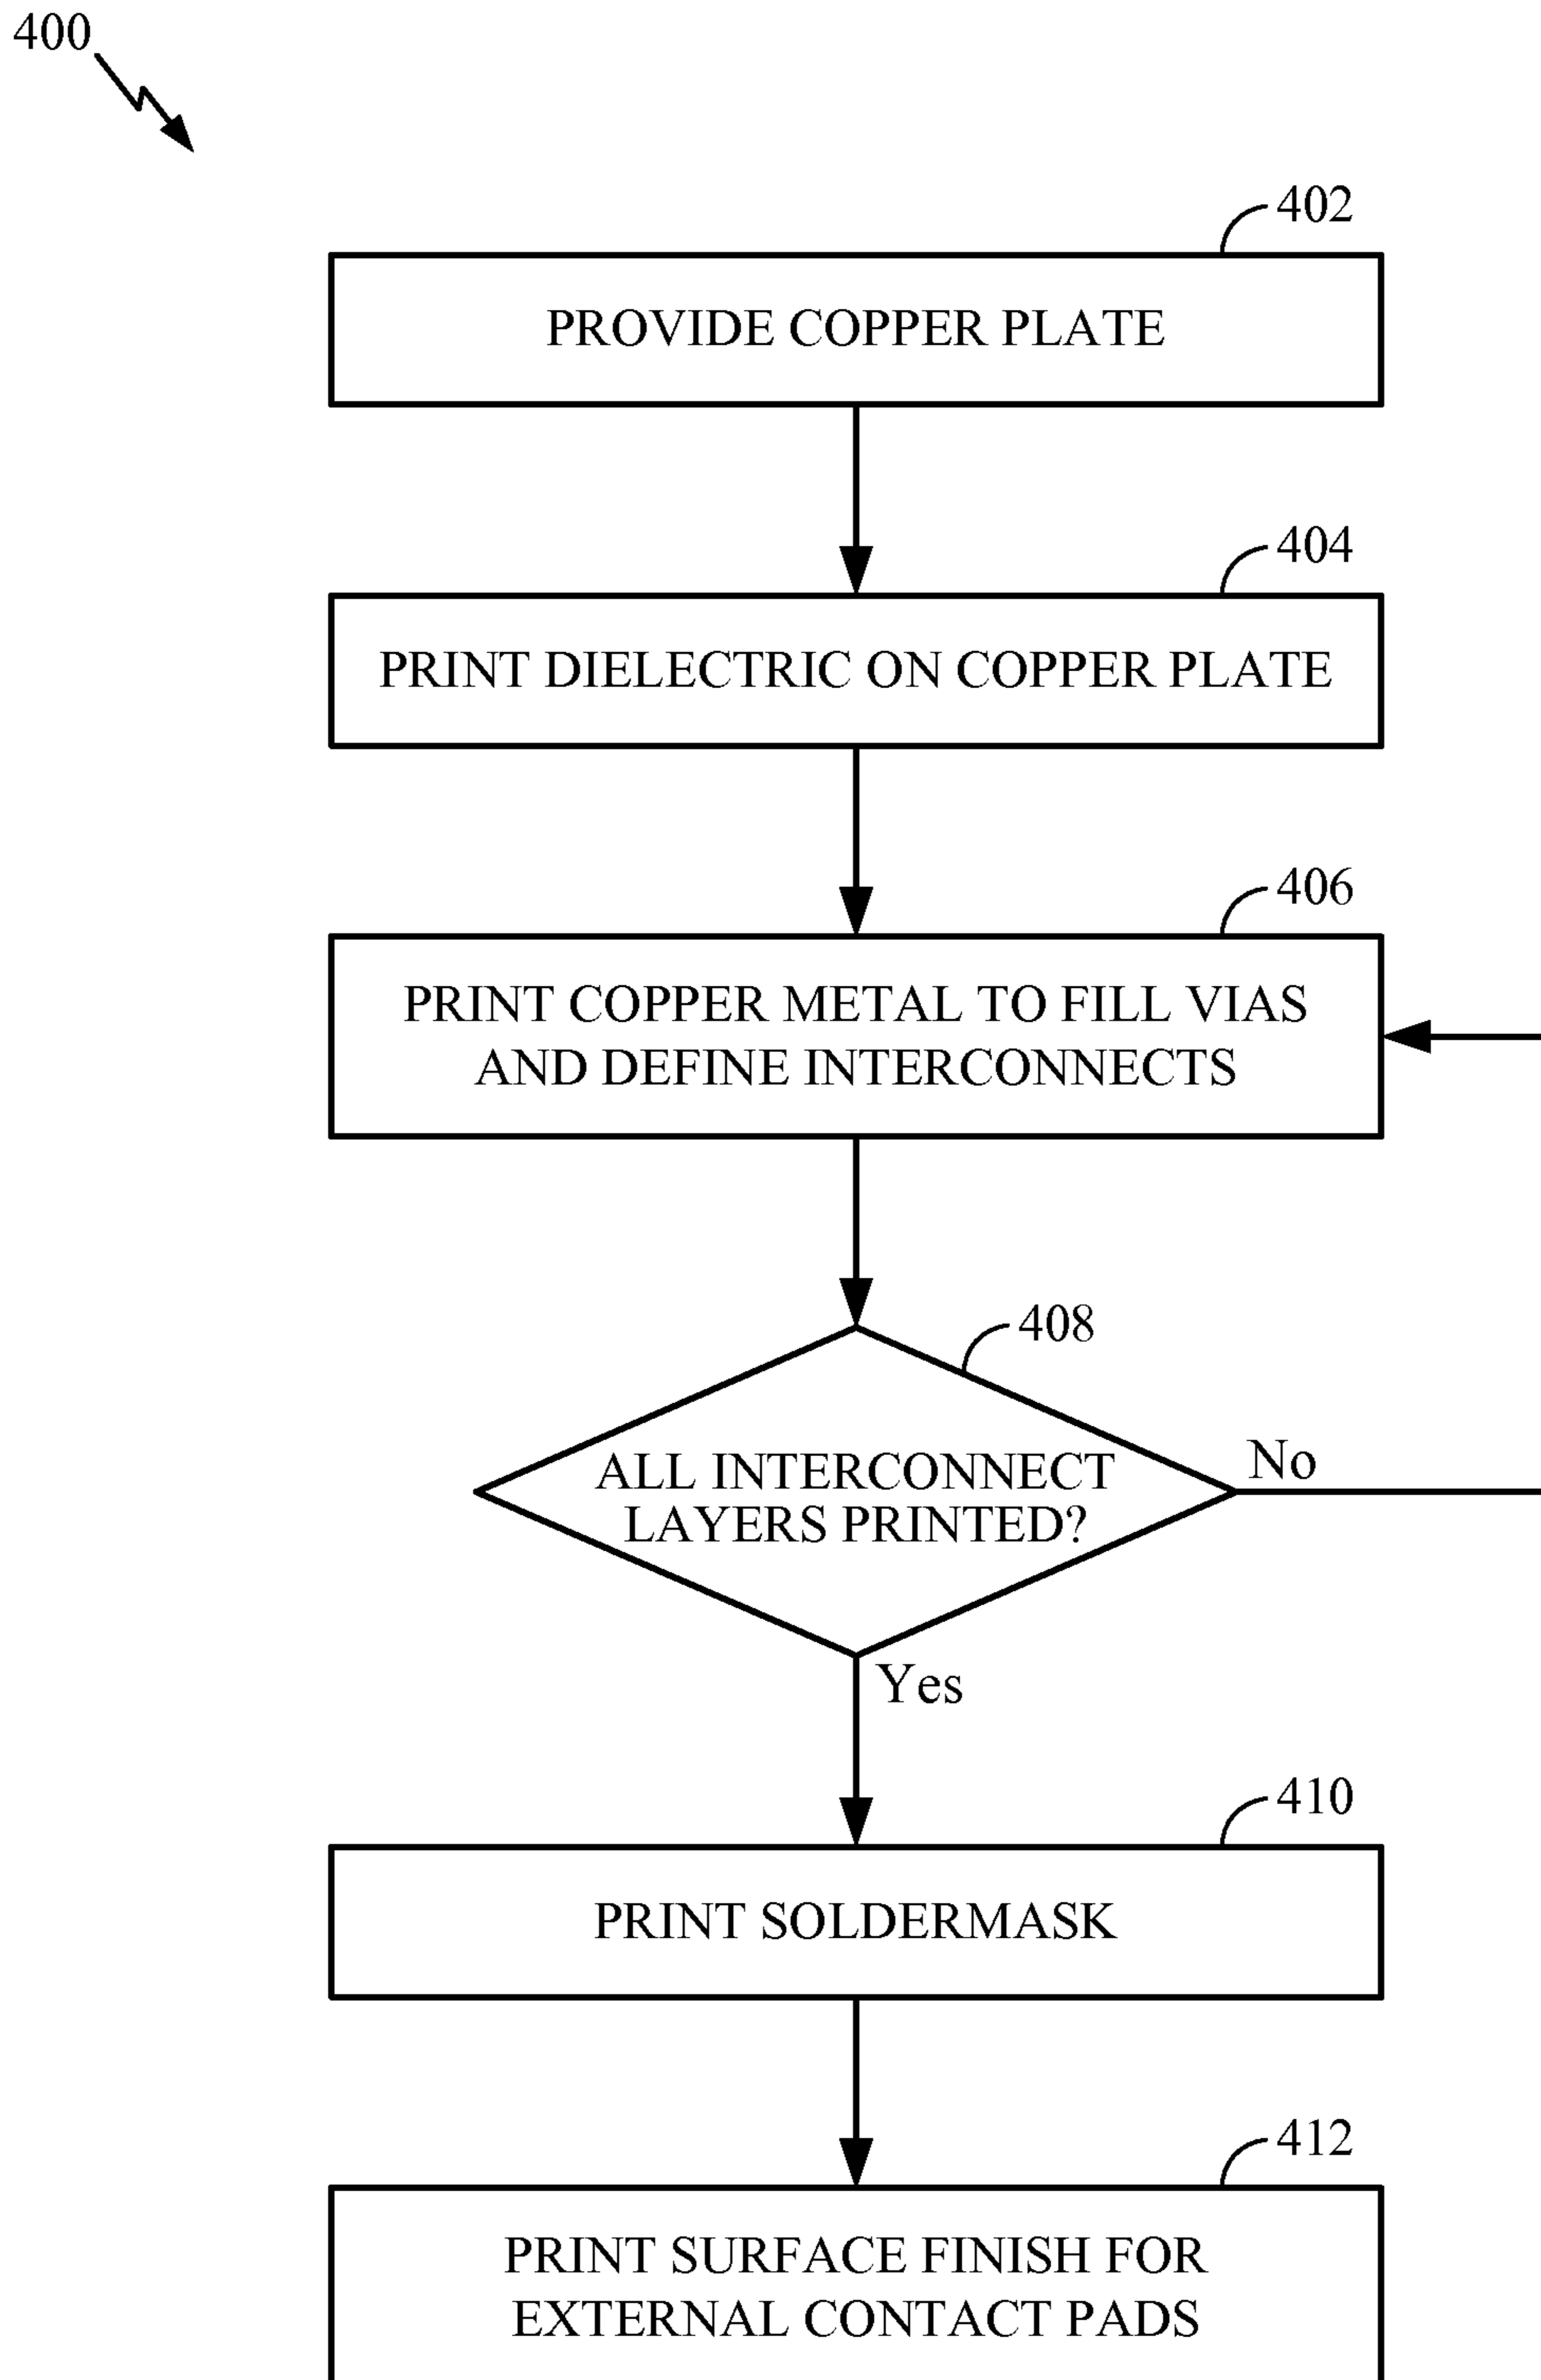 400
402
PROVIDE COPPER PLATE
404
PRINT DIELECTRIC ON COPPER PLATE
406
PRINT COPPER METAL TO FILL VIAS
AND DEFINE INTERCONNECTS
408
ALL INTERCONNECT
LAYERS PRINTED?
No
Yes
410
PRINT SOLDERMASK
412
PRINT SURFACE FINISH FOR
EXTERNAL CONTACT PADS